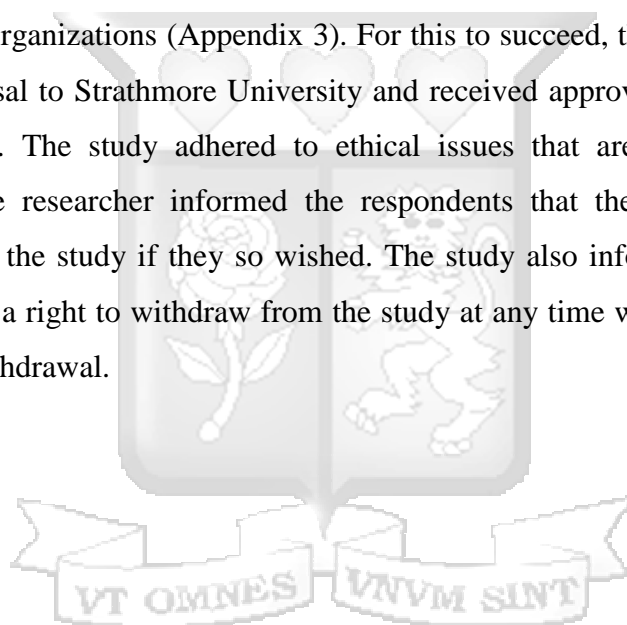 rganizations (Appendix 3). For this to succeed, t
sal to Strathmore University and received approv
. The study adhered to ethical issues that are
e researcher informed the respondents that the
the study if they so wished. The study also info
a right to withdraw from the study at any time w
hdrawal.
VT OMNES VNVM SINT